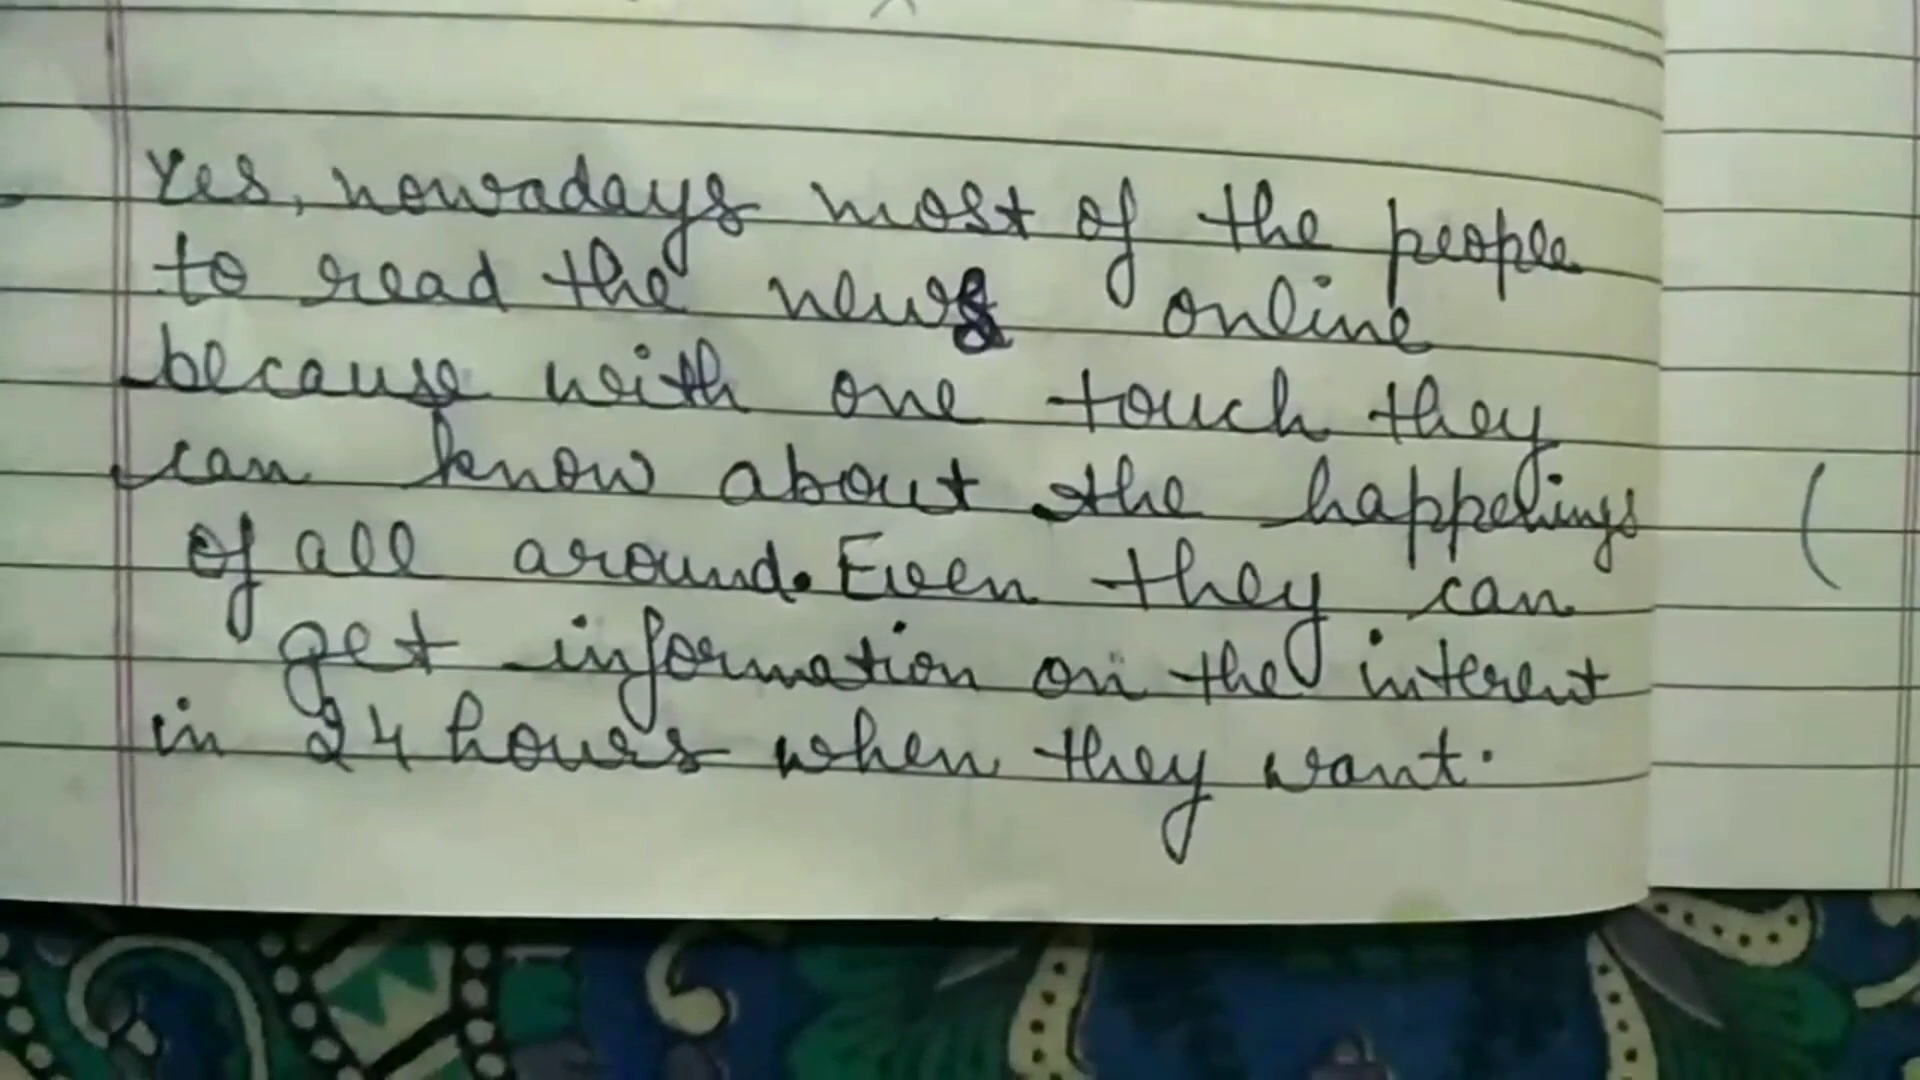 Yes, nowadays most of the people
to read the news online
because with one touch they
can know about the happenings
of all around. Even they can
get information on the interent
in 24 hours when they want.